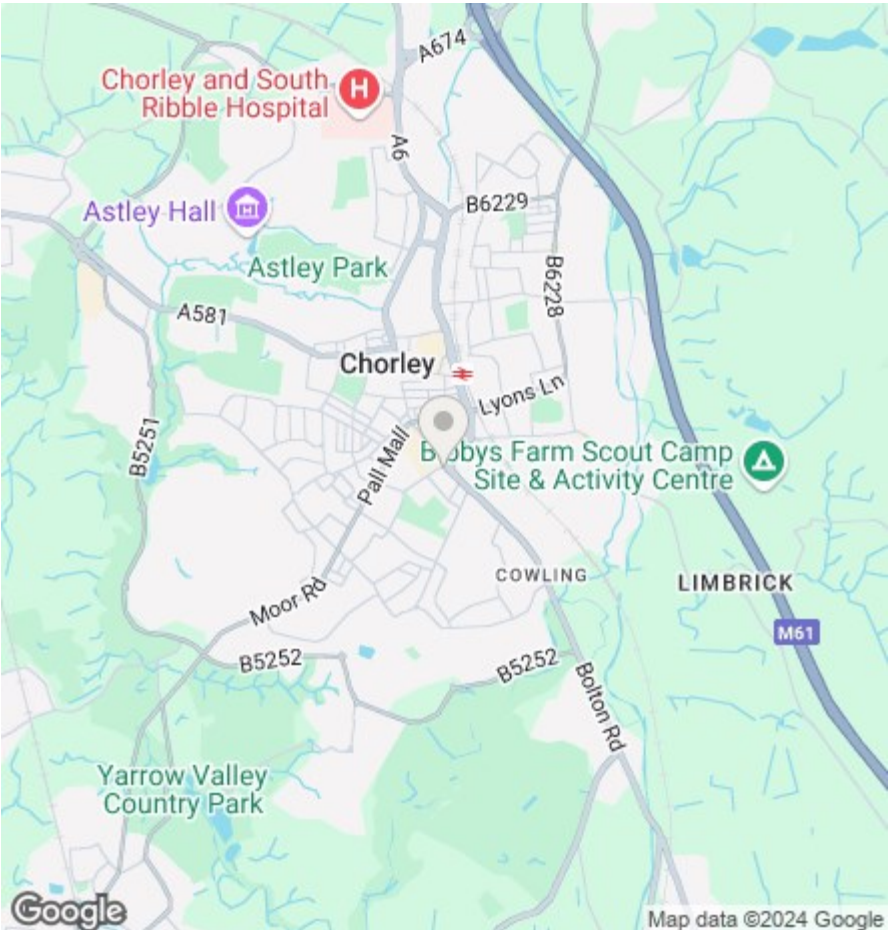 A674
Chorley and South
Ribble Hospital
H
A6
Astley Hall
B6229
Astley Park
B6228
A581
Chorley
Lyons Ln
B5251
Pall Mall
Bibbys Farm Scout Camp
Site & Activity Centre
COWLING
LIMBRICK
Moor Rd
M61
B5252
B5252
Bolton Rd
Yarrow Valley
Country Park
Google
Map data ©2024 Google